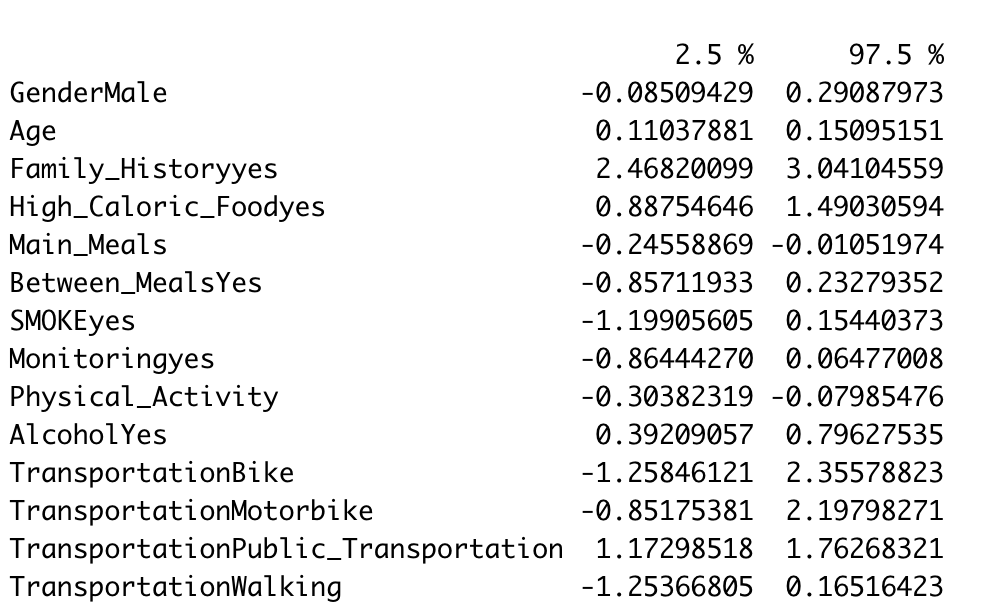 2.5 % 97.5 %
GenderMale -0.08509429 0.29087973
Age 0.11037881 0.15095151
Family_Historyyes 2.46820099 3.04104559
High_Caloric_Foodyes 0.88754646 1.49030594
Main_Meals -0.24558869 -0.01051974
Between_MealsYes -0.85711933 0.23279352
SMOKEyes -1.19905605 0.15440373
Monitoringyes -0.86444270 0.06477008
Physical_Activity -0.30382319 -0.07985476
AlcoholYes 0.39209057 0.79627535
TransportationBike -1.25846121 2.35578823
TransportationMotorbike -0.85175381 2.19798271
TransportationPublic_Transportation 1.17298518 1.76268321
TransportationWalking -1.25366805 0.16516423